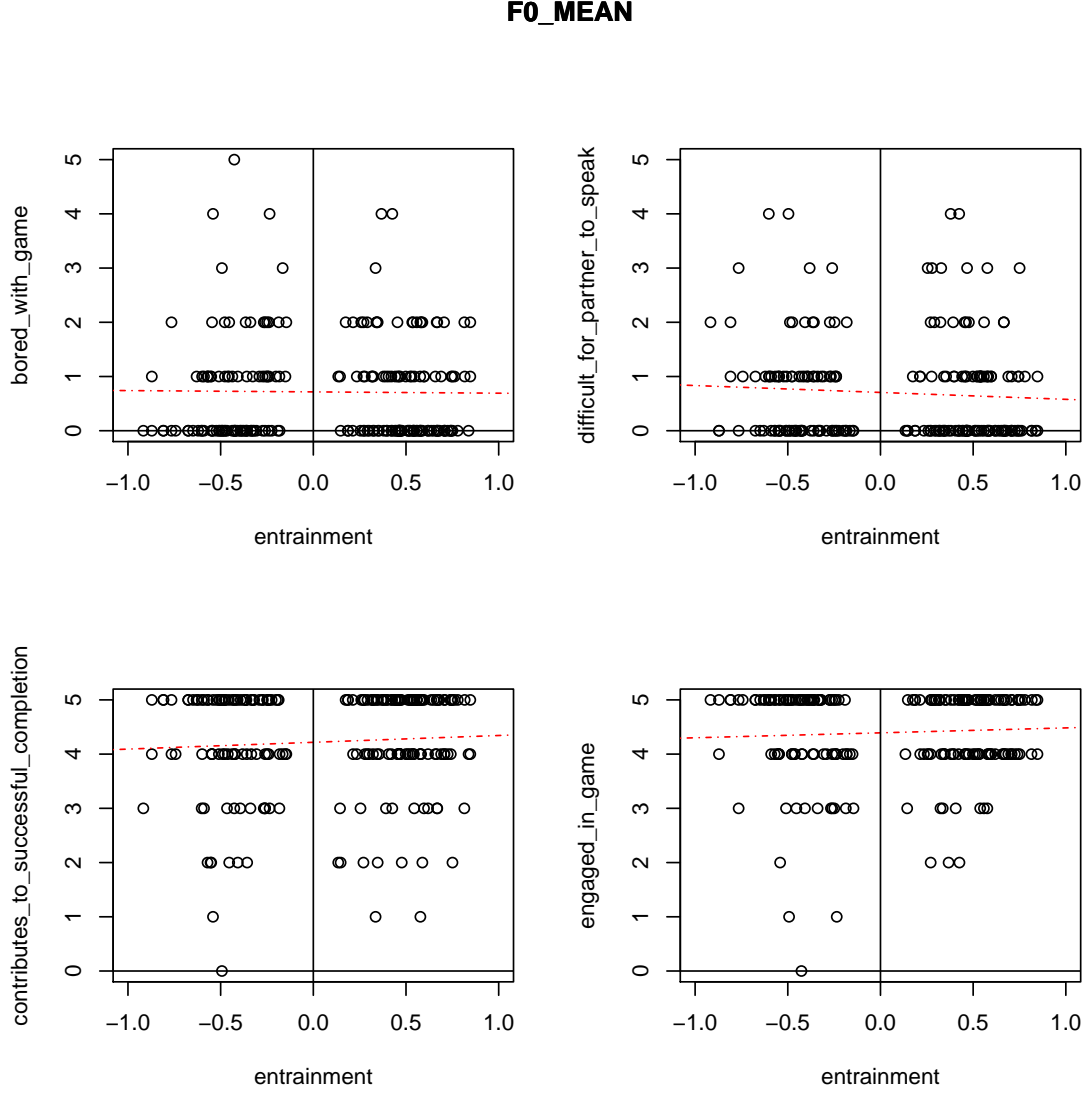 F0_MEAN
bored_with_game
5
4
3
2
1
0
−1.0 −0.5 0.0 0.5 1.0
entrainment
difficult_for_partner_to_speak
5
4
3
2
1
0
−1.0 −0.5 0.0 0.5 1.0
entrainment
contributes_to_successful_completion
5
4
3
2
1
0
−1.0 −0.5 0.0 0.5 1.0
entrainment
engaged_in_game
5
4
3
2
1
0
−1.0 −0.5 0.0 0.5 1.0
entrainment